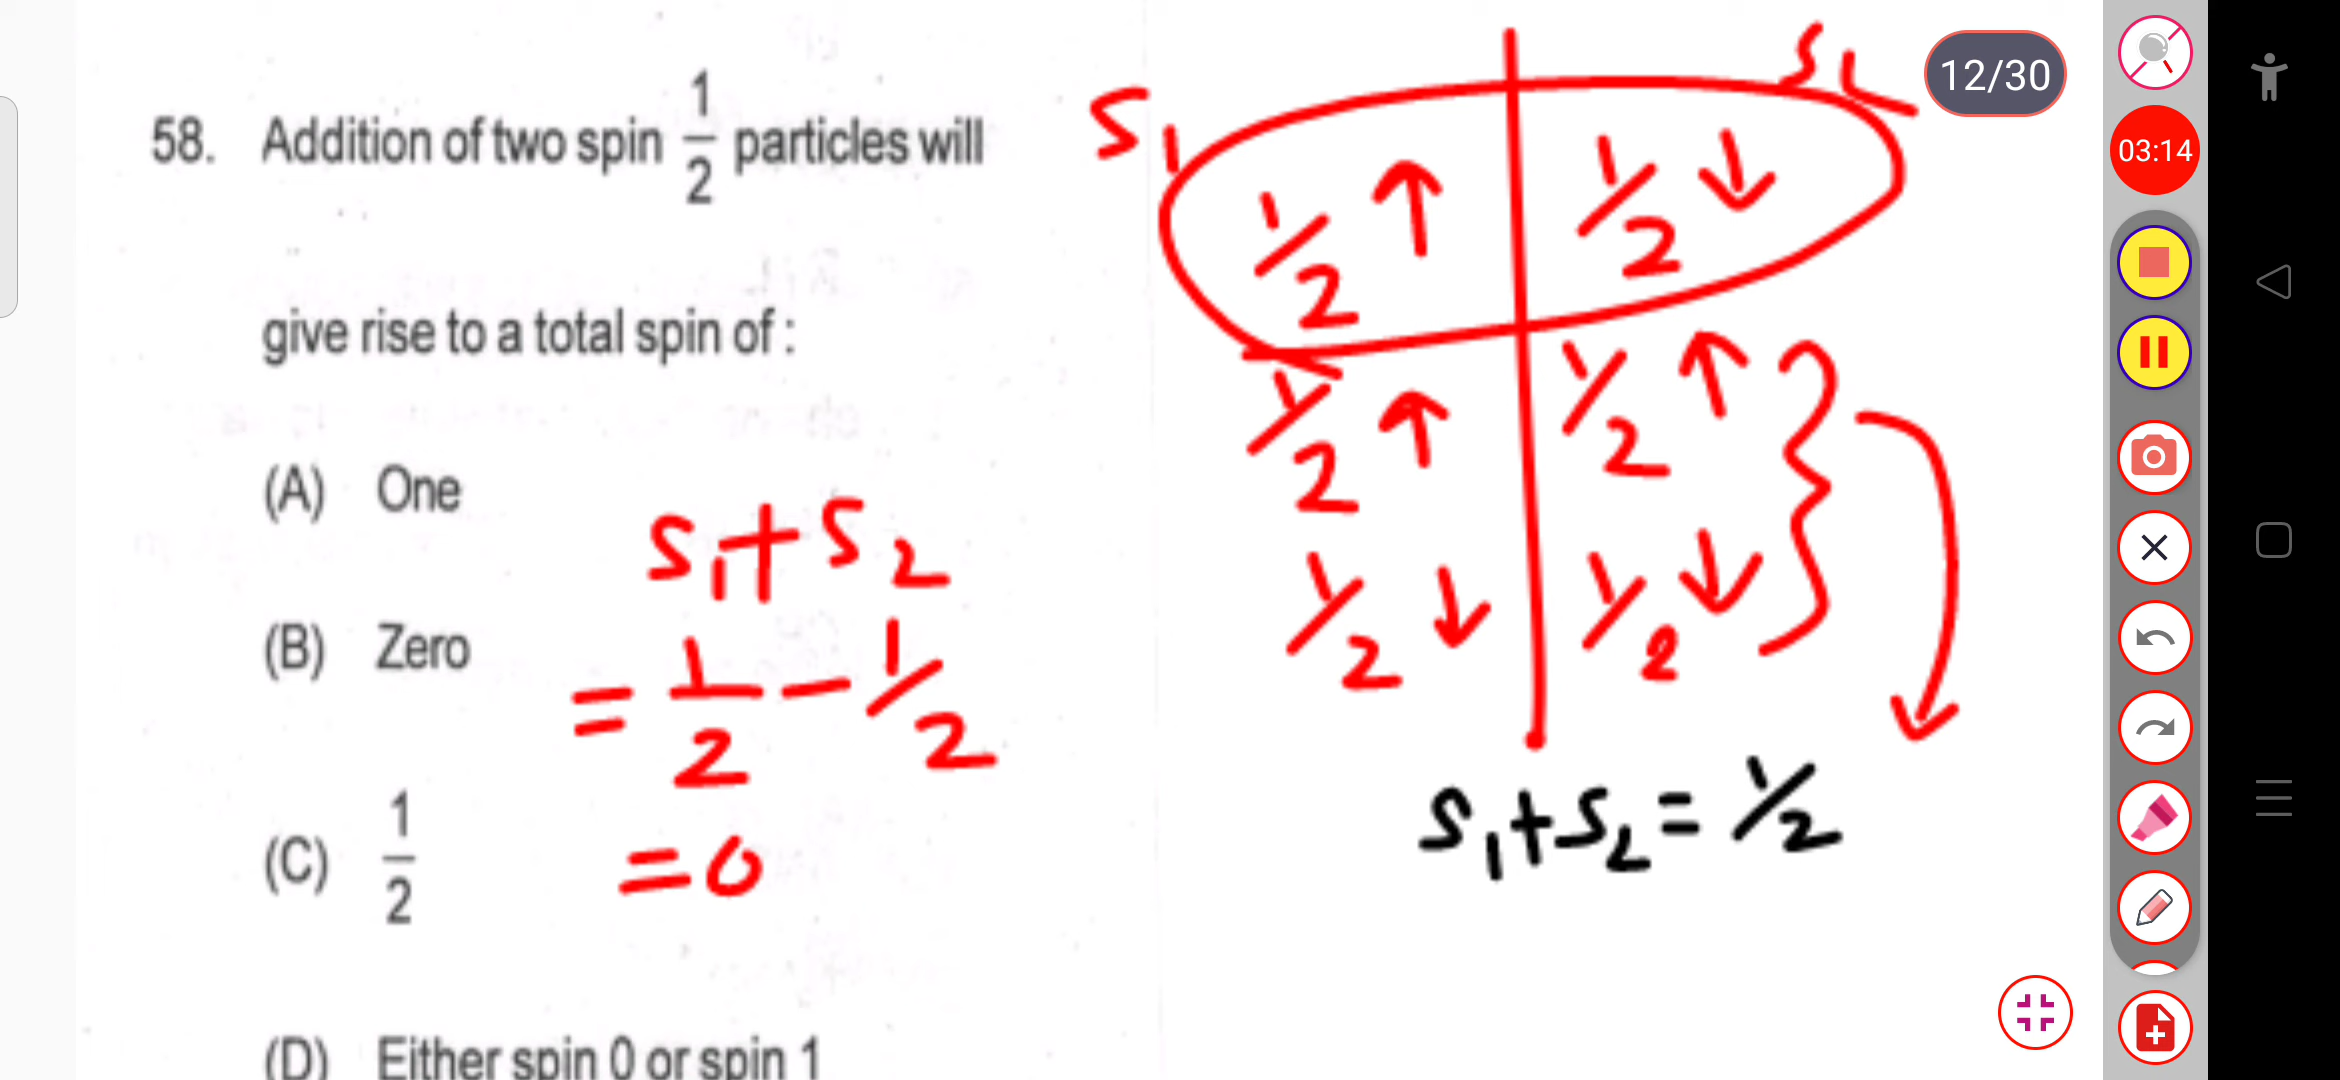 58. Addition of two spin 1/2 particles will
give rise to a total spin of :
(A) One
(B) Zero
(C) 1/2
(D) Either spin 0 or spin 1
S1+S2
= 1/2 - 1/2
= 0
S1 S2
1/2 ↑ 1/2 ↓
1/2 ↑ 1/2 ↑
1/2 ↓ 1/2 ↓
S1+S2 = 1/2
12/30
03:14